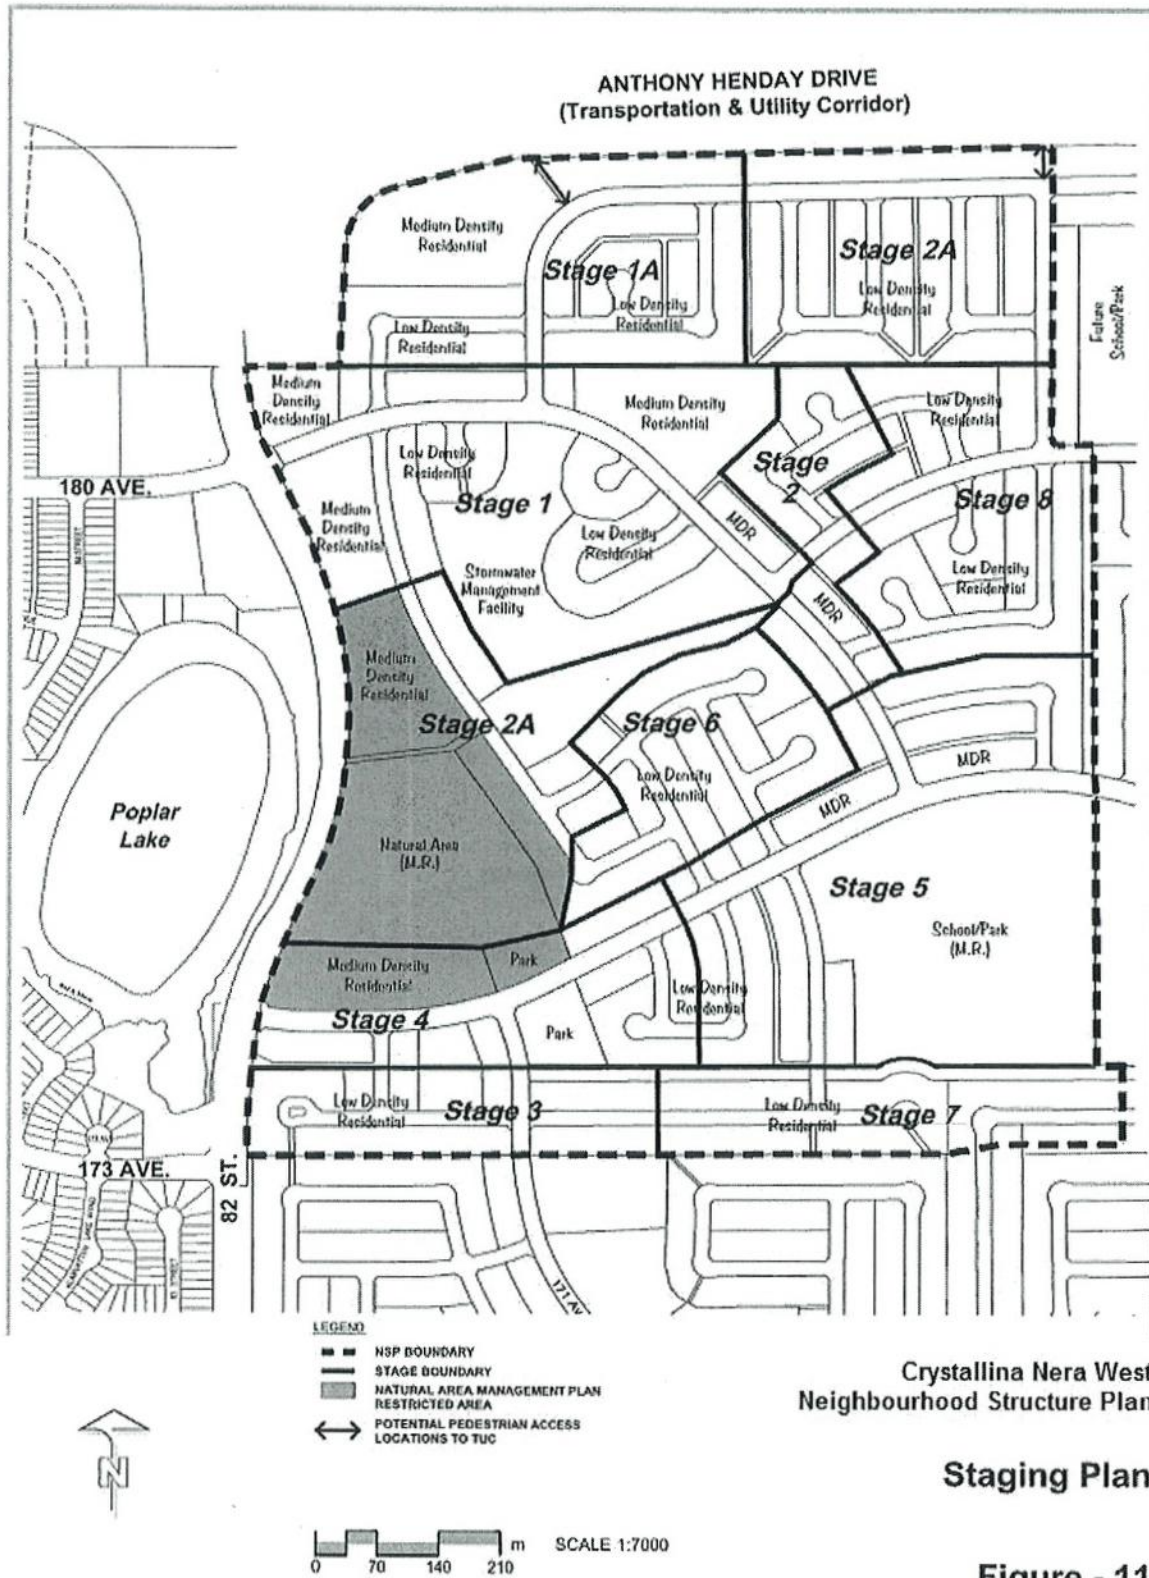 ANTHONY HENDAY DRIVE
(Transportation & Utility Corridor)
Medium Density
Residential
Stage 1A
Low Density
Residential
Stage 2A
Low Density
Residential
Low Density
Residential
Future
School/Park
Medium
Density
Residential
Medium Density
Residential
Low Density
Residential
Low Density
Residential
Stage
2
180 AVE.
Stage 1
Stage 8
Medium
Density
Residential
MDR
Low Density
Residential
Low Density
Residential
Stormwater
Management
Facility
MDR
Medium
Density
Residential
Stage 2A
Stage 6
Low Density
Residential
MDR
MDR
Poplar
Lake
Natural Area
(M.R.)
Stage 5
School/Park
(M.R.)
Park
Medium Density
Residential
Low Density
Residential
Stage 4
Park
Low Density
Residential
Stage 3
Low Density
Residential
Stage 7
173 AVE.
82 ST.
171 AV
LEGEND
NSP BOUNDARY
STAGE BOUNDARY
NATURAL AREA MANAGEMENT PLAN
RESTRICTED AREA
POTENTIAL PEDESTRIAN ACCESS
LOCATIONS TO TUC
Crystallina Nera West
Neighbourhood Structure Plan
Staging Plan
N
m
SCALE 1:7000
0 70 140 210
Figure - 11